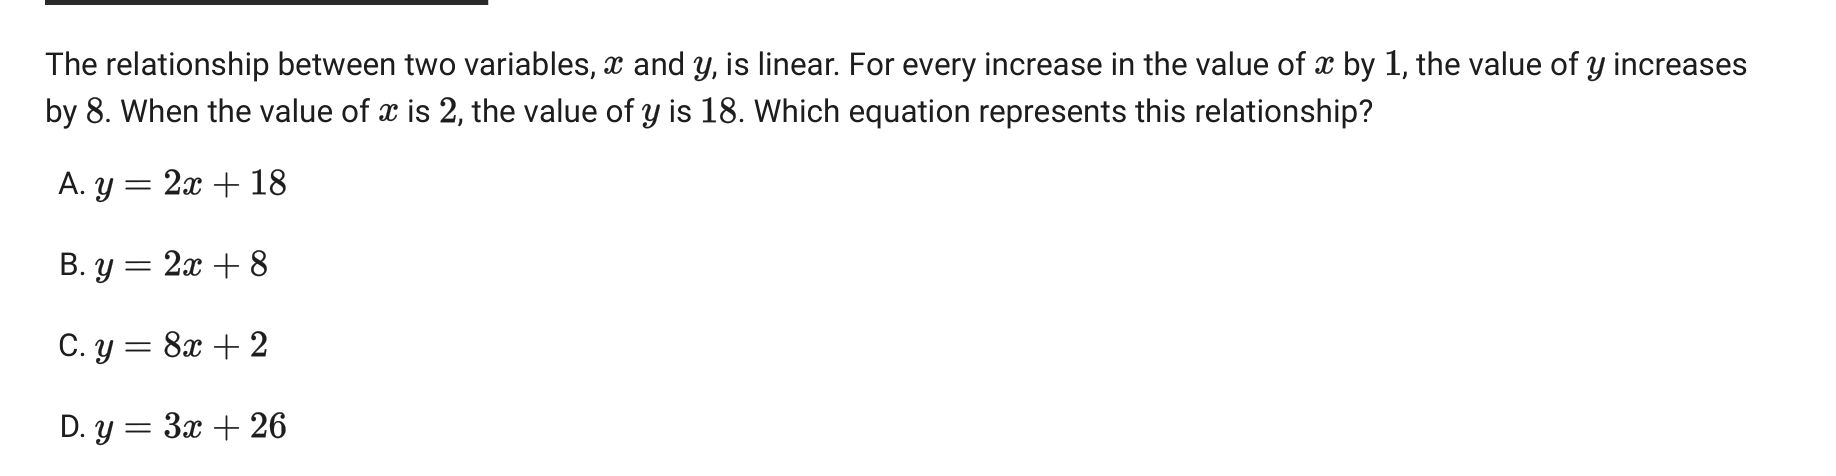 The relationship between two variables, x and y, is linear. For every increase in the value of x by 1, the value of y increases
by 8. When the value of x is 2, the value of y is 18. Which equation represents this relationship?
A. y = 2x + 18
B. y = 2x + 8
C. y = 8x + 2
D. y = 3x + 26